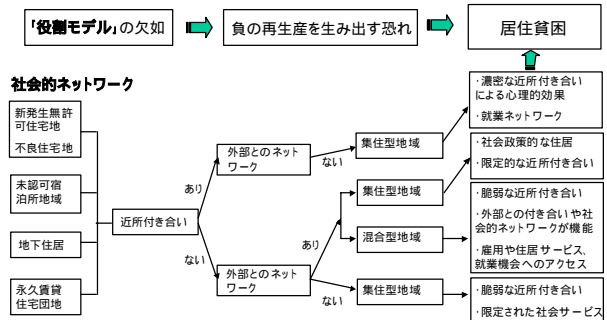 「役割モデル」の欠如
負の再生産を生み出す恐れ
居住貧困
社会的ネットワーク
新発生無許
可住宅地
不良住宅地
未認可宿
泊所地域
地下住居
永久賃貸
住宅団地
近所付き合い
あり
ない
外部とのネット
ワーク
ない
外部とのネット
ワーク
あり
ない
集住型地域
集住型地域
混合型地域
集住型地域
・濃密な近所付き合い
による心理的効果
・就業ネットワーク
・社会政策的な住居
・限定的な近所付き合い
・脆弱な近所付き合い
・外部との付き合いや社
会的ネットワークが機能
・雇用や住居サービス、
就業機会へのアクセス
・脆弱な近所付き合い
・限定された社会サービス